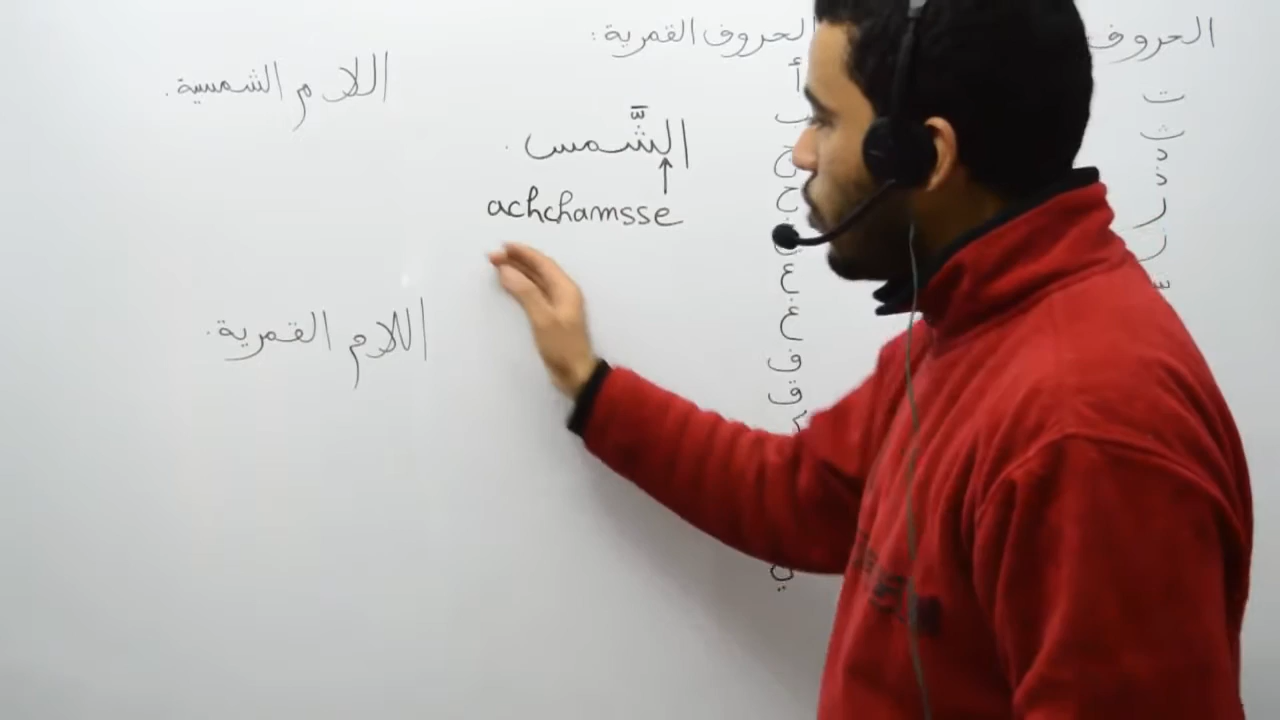 الحروف
ت
ث
د
ذ
ر
ز
الحروف القمرية:
أ
ب
ج
ح
خ
ع
غ
ف
ق
ي
الشَّمس.
achchamsse
اللام الشمسية.
اللام القمرية.